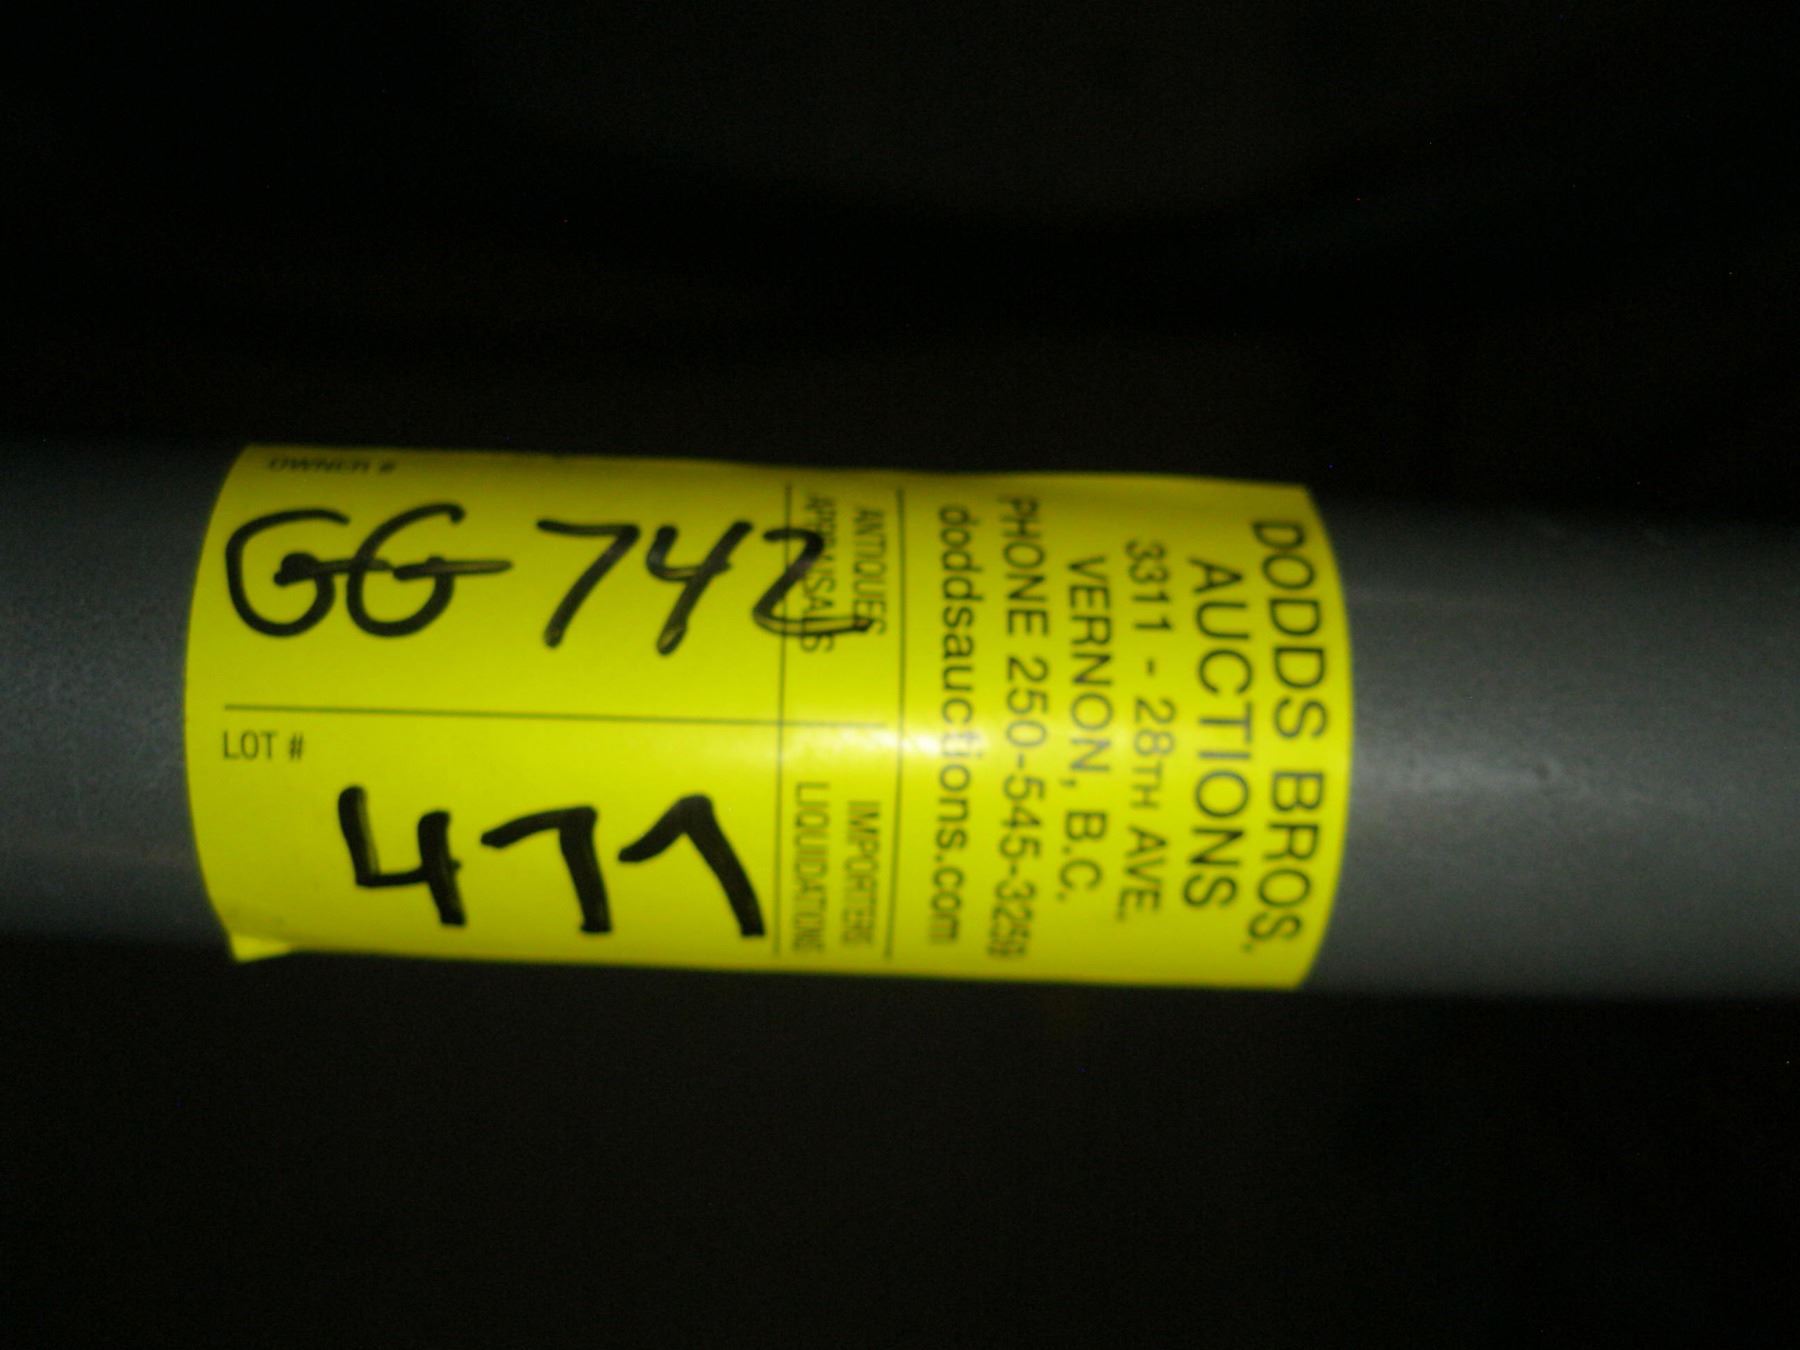 DODDS BROS.
AUCTIONS
3311 - 28TH AVE.
VERNON, B.C.
PHONE 250-545-3259
doddsauctions.com
ANTIQUES
APPRAISALS
IMPORTERS
LIQUIDATIONS
OWNER #
GG 742
LOT #
477